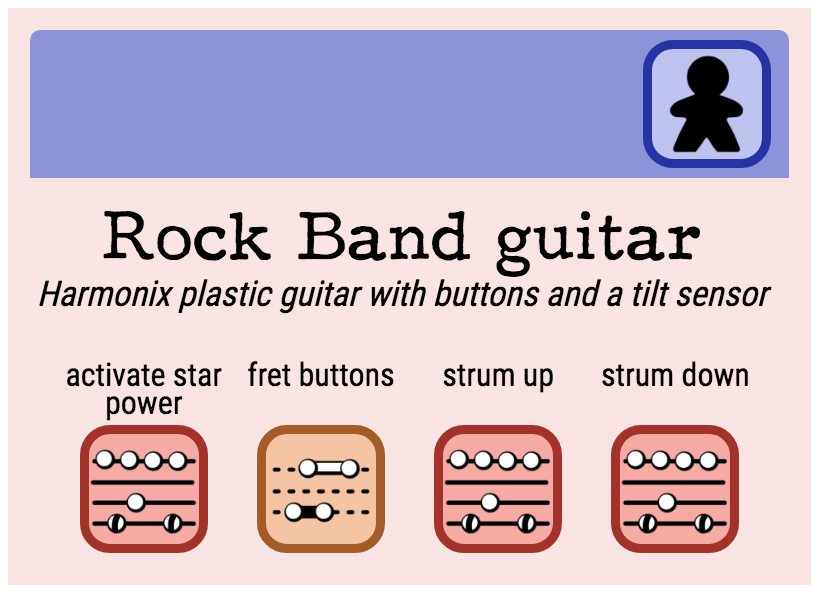 Rock Band guitar
Harmonix plastic guitar with buttons and a tilt sensor
activate star power
fret buttons
strum up
strum down